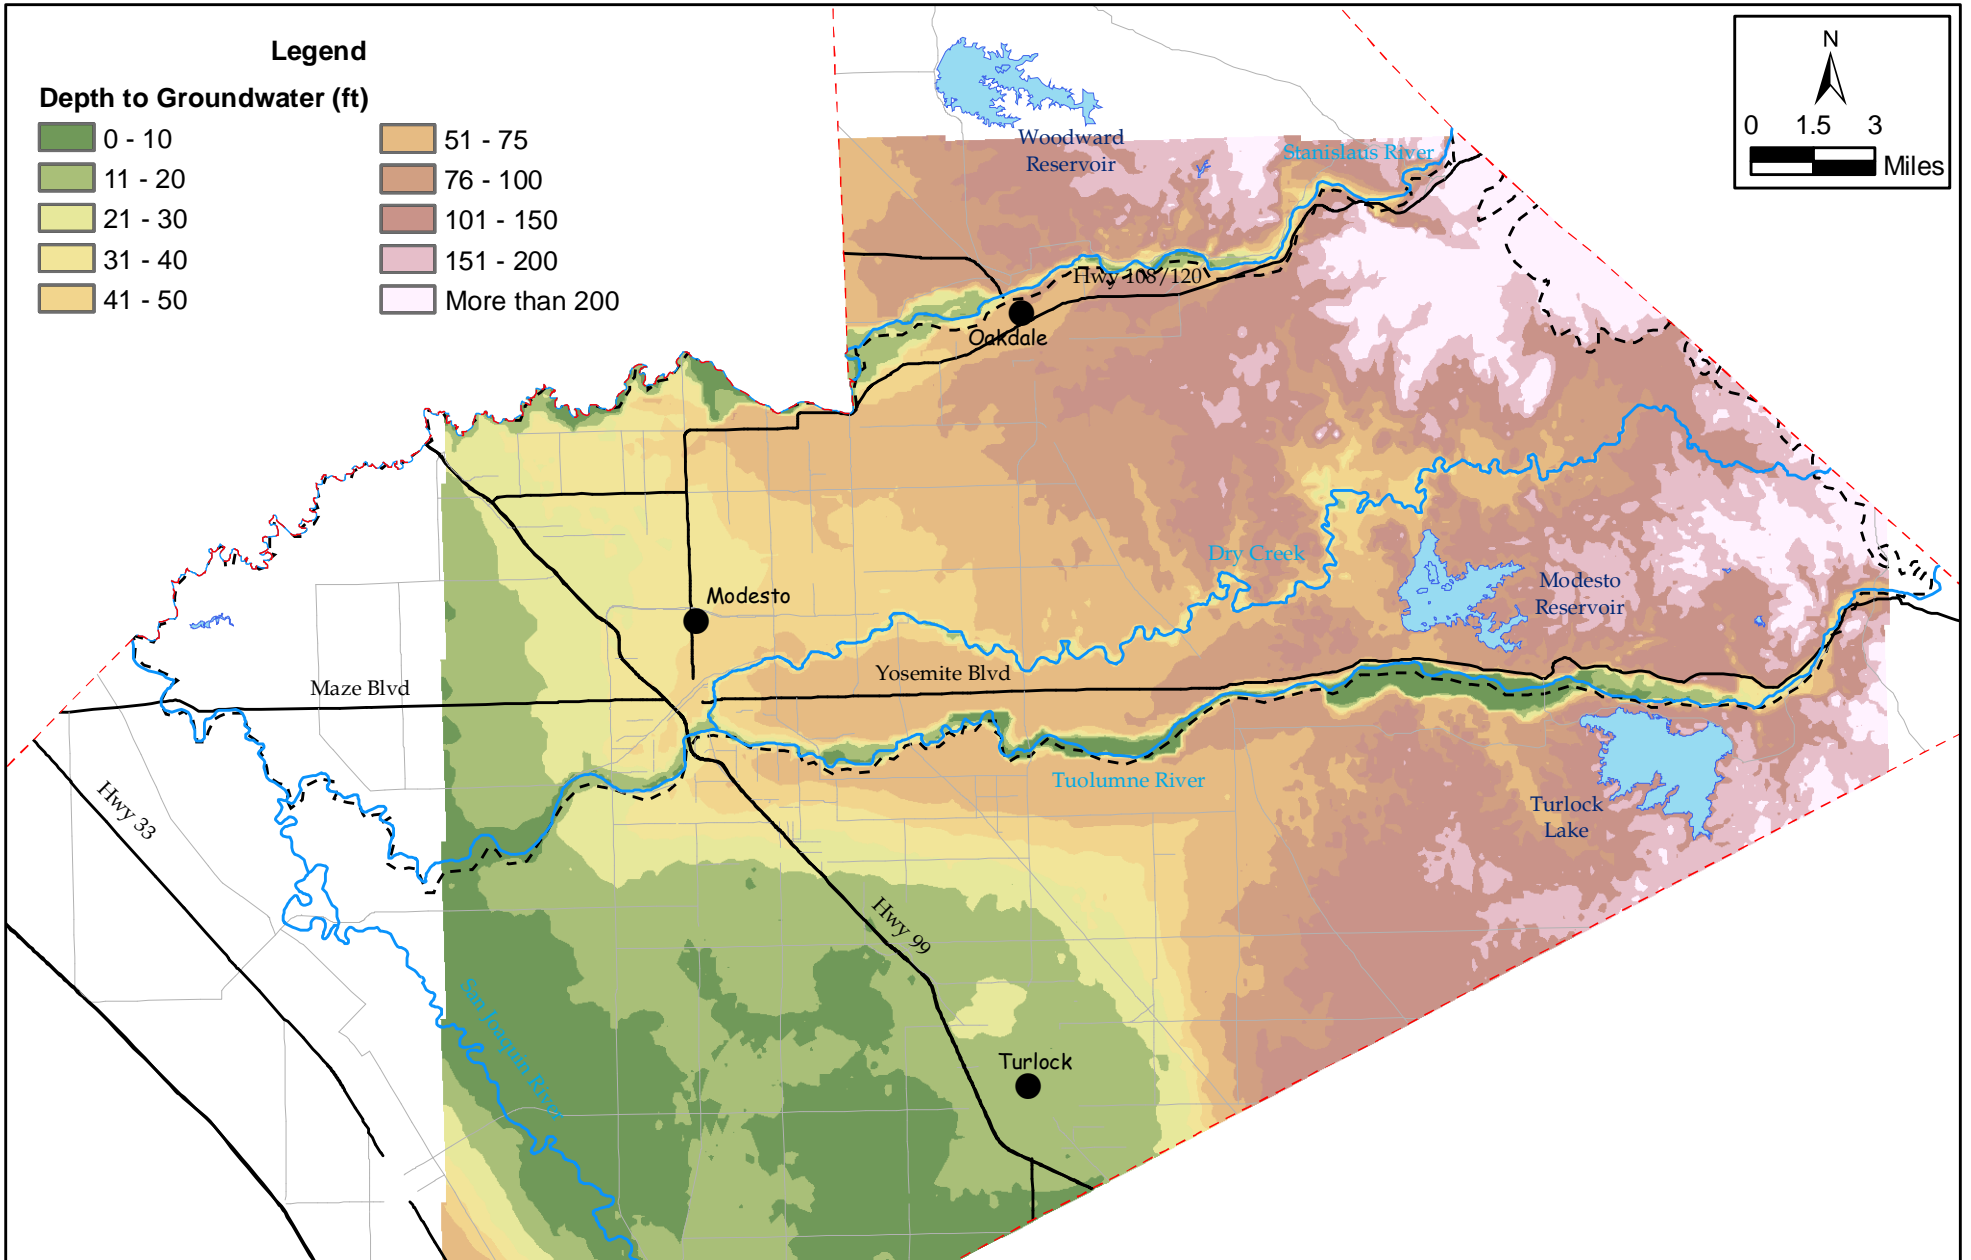 Legend
Depth to Groundwater (ft)
0 - 10
11 - 20
21 - 30
31 - 40
41 - 50
51 - 75
76 - 100
101 - 150
151 - 200
More than 200
N
0 1.5 3
Miles
Woodward
Reservoir
Stanislaus River
Hwy 108/120
Oakdale
Dry Creek
Modesto
Reservoir
Modesto
Yosemite Blvd
Maze Blvd
Tuolumne River
Hwy 33
Turlock
Lake
Hwy 99
San Joaquin River
Turlock